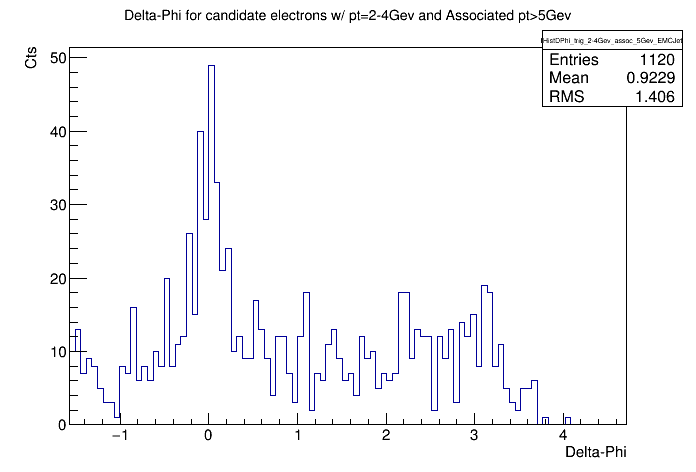 Delta-Phi for candidate electrons w/ pt=2-4Gev and Associated pt>5Gev
HistDPhi_trig_2-4Gev_assoc_5Gev_EMCJet
Entries 1120
Mean 0.9229
RMS 1.406
Cts
50
40
30
20
10
0
−1 0 1 2 3 4
Delta-Phi